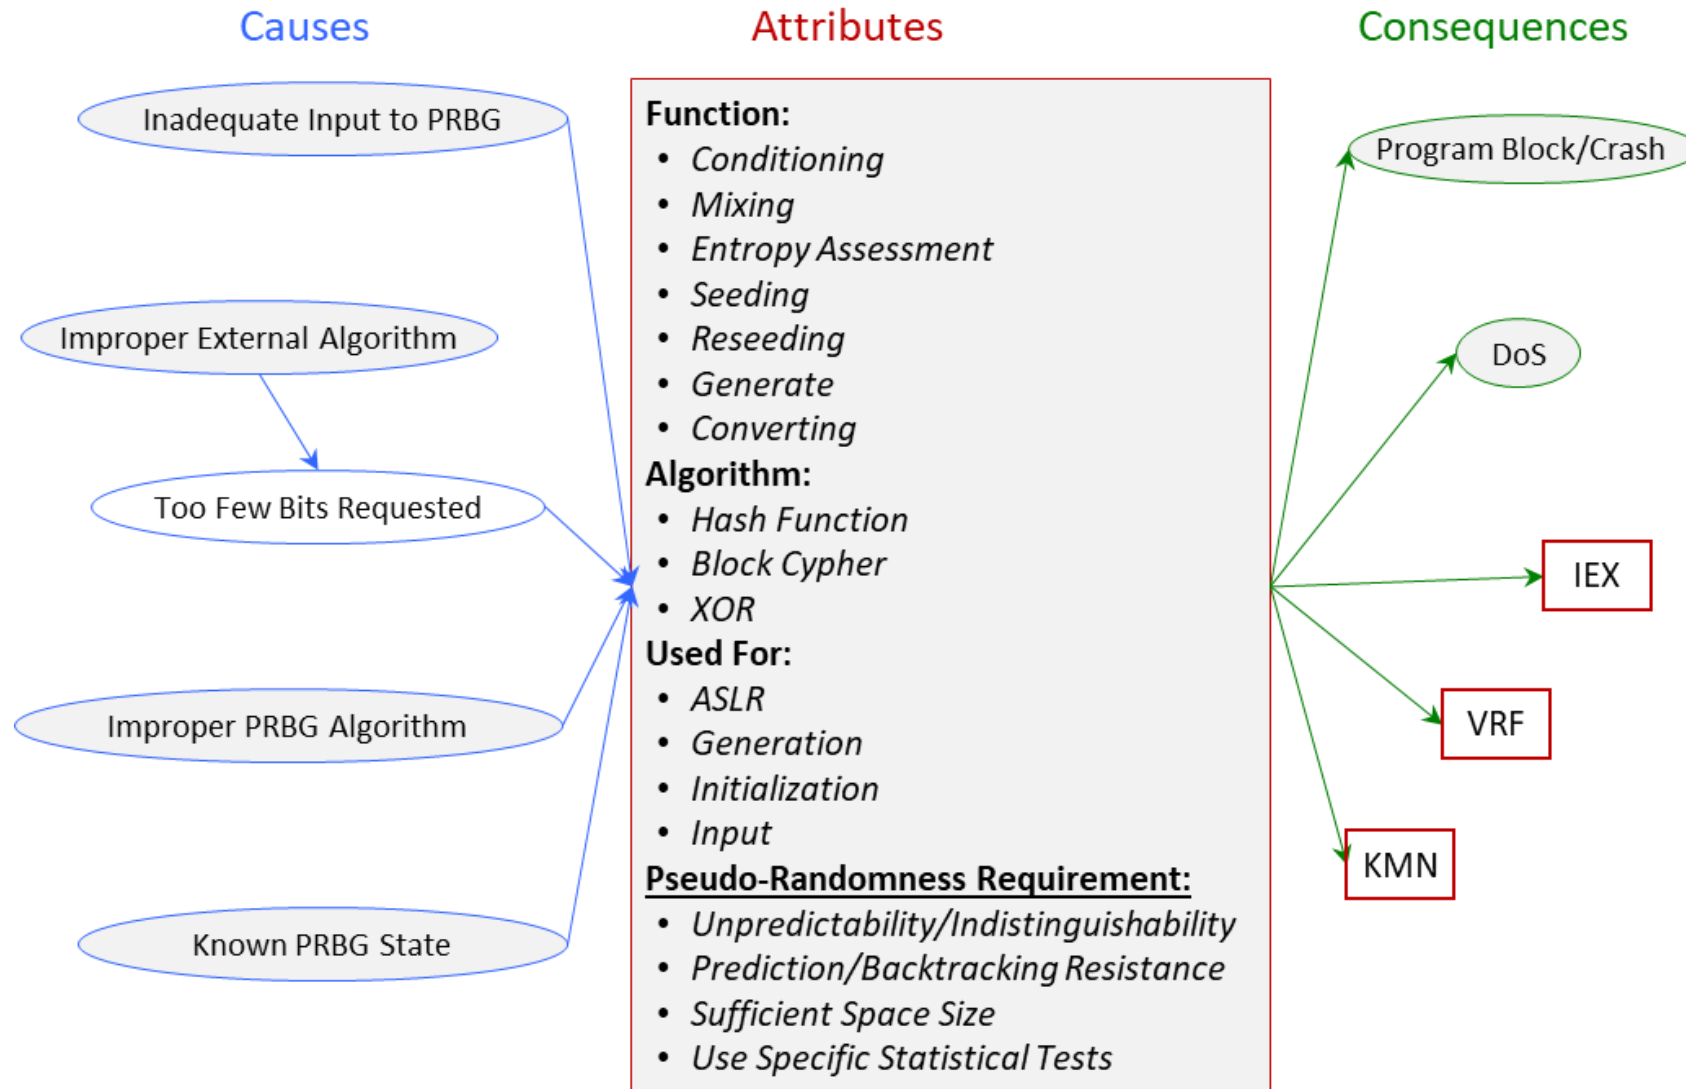 Causes
Attributes
Consequences
Inadequate Input to PRBG
Improper External Algorithm
Too Few Bits Requested
Improper PRBG Algorithm
Known PRBG State
Function:
• Conditioning
• Mixing
• Entropy Assessment
• Seeding
• Reseeding
• Generate
• Converting
Algorithm:
• Hash Function
• Block Cypher
• XOR
Used For:
• ASLR
• Generation
• Initialization
• Input
Pseudo-Randomness Requirement:
• Unpredictability/Indistinguishability
• Prediction/Backtracking Resistance
• Sufficient Space Size
• Use Specific Statistical Tests
Program Block/Crash
DoS
IEX
VRF
KMN